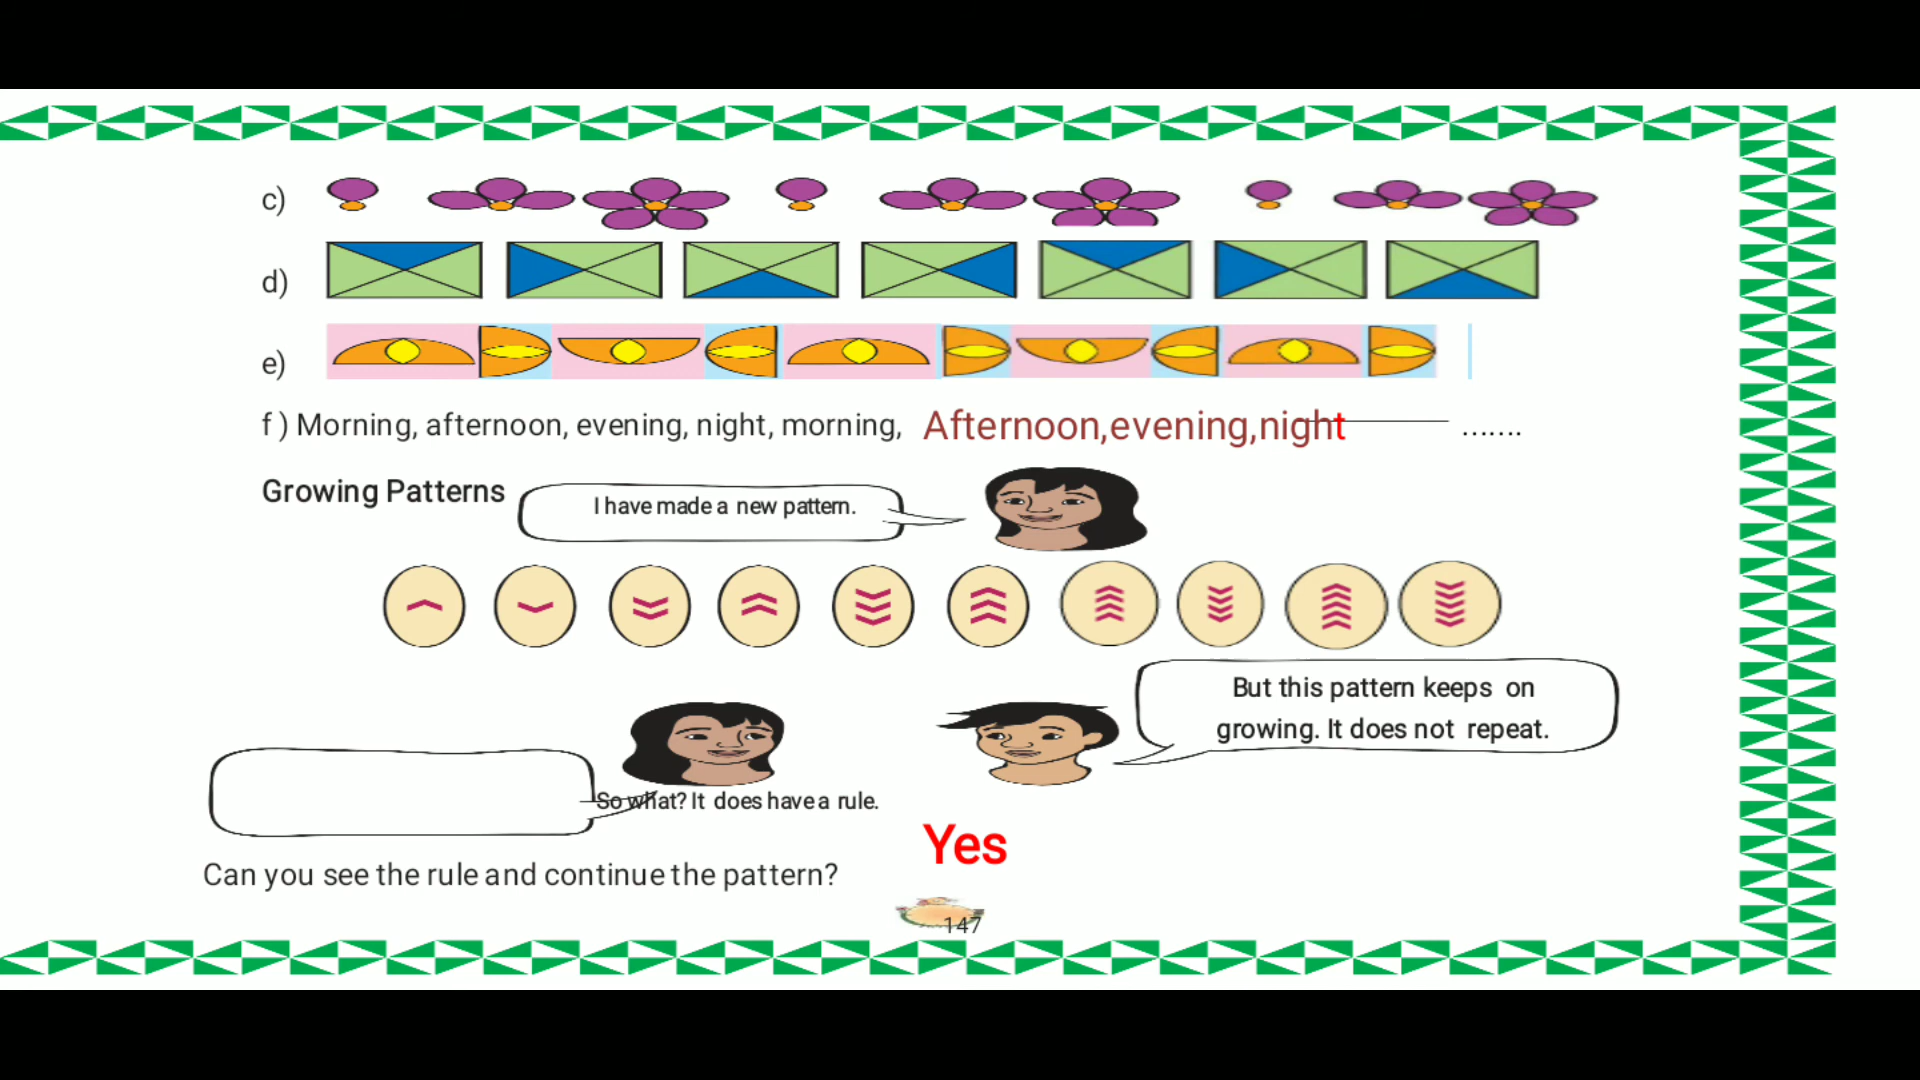 c)
d)
e)
f ) Morning, afternoon, evening, night, morning, Afternoon,evening,night .......
Growing Patterns
I have made a new pattern.
But this pattern keeps on
growing. It does not repeat.
So what? It does have a rule.
Yes
Can you see the rule and continue the pattern?
147